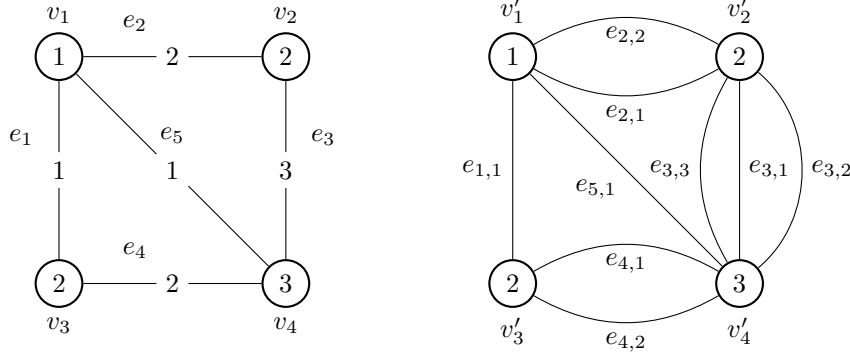 v₁ e₂ v₂
1 2 2
e₁ e₅ e₃
1 1 3
e₄
2 2 3
v₃ v₄
v′₁ v′₂
e₂,₂
1 2
e₂,₁
e₁,₁ e₅,₁ e₃,₃ e₃,₁ e₃,₂
e₄,₁
2 3
v′₃ e₄,₂ v′₄